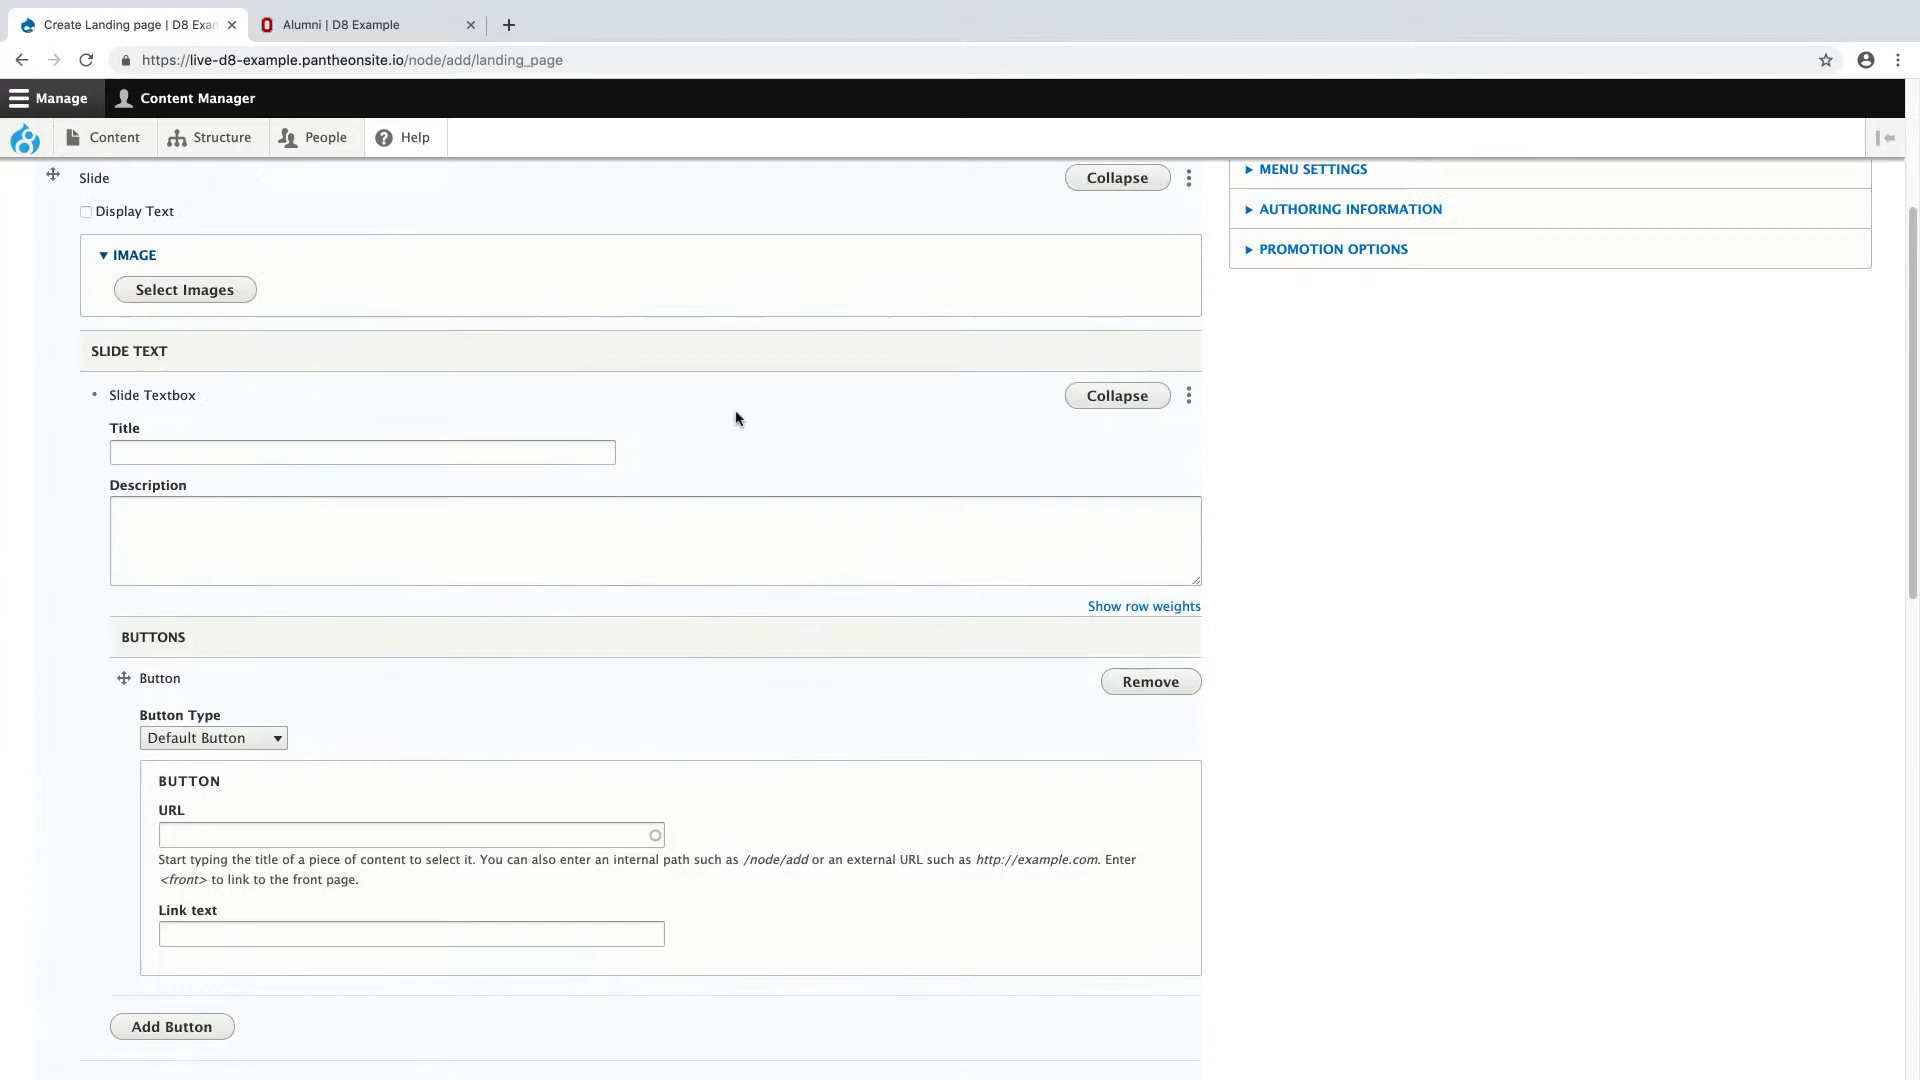 Create Landing page | D8 Exam
Alumni | D8 Example
https://live-d8-example.pantheonsite.io/node/add/landing_page
Manage
Content Manager
Content
Structure
People
Help
Slide
Collapse
MENU SETTINGS
Display Text
AUTHORING INFORMATION
PROMOTION OPTIONS
IMAGE
Select Images
SLIDE TEXT
Slide Textbox
Collapse
Title
Description
Show row weights
BUTTONS
Button
Remove
Button Type
Default Button
BUTTON
URL
Start typing the title of a piece of content to select it. You can also enter an internal path such as /node/add or an external URL such as http://example.com. Enter
<front> to link to the front page.
Link text
Add Button